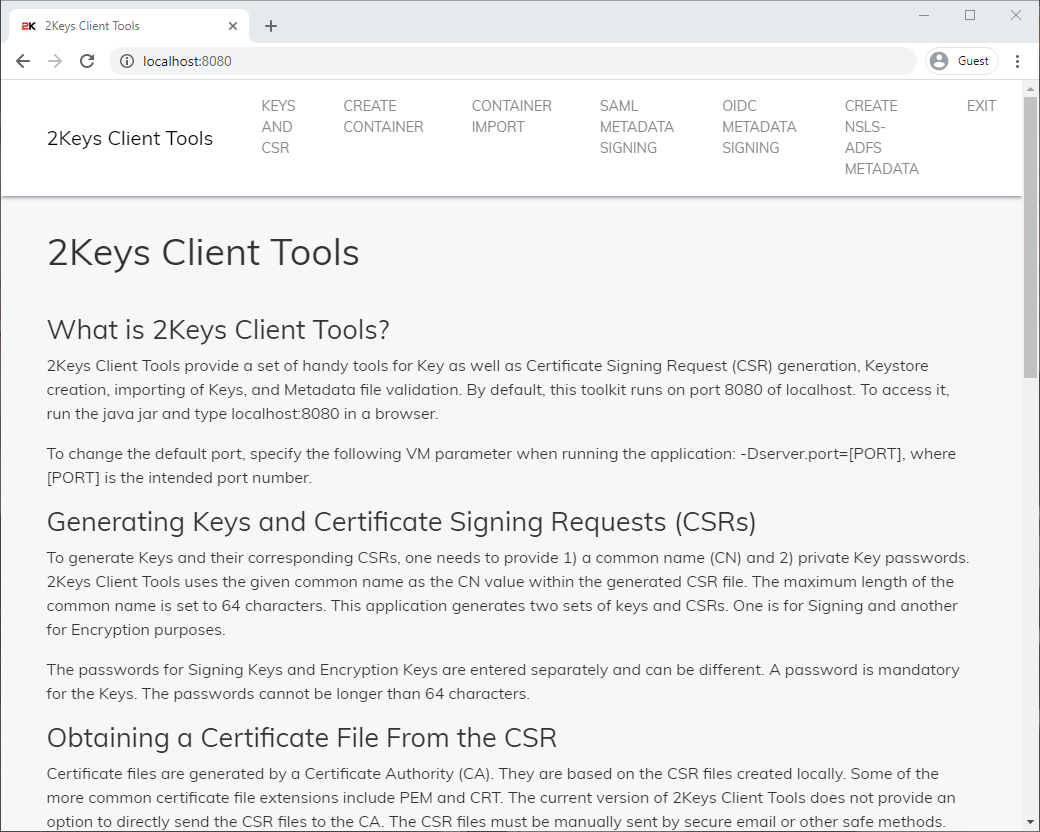 2K 2Keys Client Tools
localhost:8080
Guest
2Keys Client Tools
KEYS
AND
CSR
CREATE
CONTAINER
CONTAINER
IMPORT
SAML
METADATA
SIGNING
OIDC
METADATA
SIGNING
CREATE
NSLS-
ADFS
METADATA
EXIT
2Keys Client Tools
What is 2Keys Client Tools?
2Keys Client Tools provide a set of handy tools for Key as well as Certificate Signing Request (CSR) generation, Keystore
creation, importing of Keys, and Metadata file validation. By default, this toolkit runs on port 8080 of localhost. To access it,
run the java jar and type localhost:8080 in a browser.
To change the default port, specify the following VM parameter when running the application: -Dserver.port=[PORT], where
[PORT] is the intended port number.
Generating Keys and Certificate Signing Requests (CSRs)
To generate Keys and their corresponding CSRs, one needs to provide 1) a common name (CN) and 2) private Key passwords.
2Keys Client Tools uses the given common name as the CN value within the generated CSR file. The maximum length of the
common name is set to 64 characters. This application generates two sets of keys and CSRs. One is for Signing and another
for Encryption purposes.
The passwords for Signing Keys and Encryption Keys are entered separately and can be different. A password is mandatory
for the Keys. The passwords cannot be longer than 64 characters.
Obtaining a Certificate File From the CSR
Certificate files are generated by a Certificate Authority (CA). They are based on the CSR files created locally. Some of the
more common certificate file extensions include PEM and CRT. The current version of 2Keys Client Tools does not provide an
option to directly send the CSR files to the CA. The CSR files must be manually sent by secure email or other safe methods.